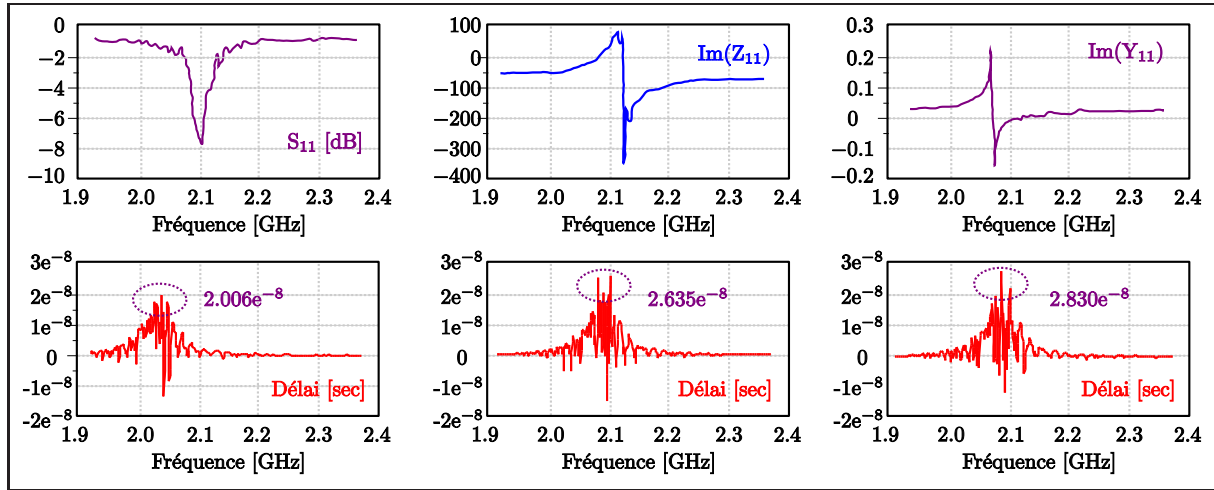 0
−2
−4
−6
−8
−10
S₁₁ [dB]
1.9 2.0 2.1 2.2 2.3 2.4
Fréquence [GHz]
100
0
−100
−200
−300
−400
Im(Z₁₁)
1.9 2.0 2.1 2.2 2.3 2.4
Fréquence [GHz]
0.3
0.2
0.1
0
−0.1
−0.2
Im(Y₁₁)
1.9 2.0 2.1 2.2 2.3 2.4
Fréquence [GHz]
3e⁻⁸
2e⁻⁸
1e⁻⁸
0
-1e⁻⁸
-2e⁻⁸
2.006e⁻⁸
Délai [sec]
1.9 2.0 2.1 2.2 2.3 2.4
Fréquence [GHz]
3e⁻⁸
2e⁻⁸
1e⁻⁸
0
-1e⁻⁸
-2e⁻⁸
2.635e⁻⁸
Délai [sec]
1.9 2.0 2.1 2.2 2.3 2.4
Fréquence [GHz]
3e⁻⁸
2e⁻⁸
1e⁻⁸
0
-1e⁻⁸
-2e⁻⁸
2.830e⁻⁸
Délai [sec]
1.9 2.0 2.1 2.2 2.3 2.4
Fréquence [GHz]